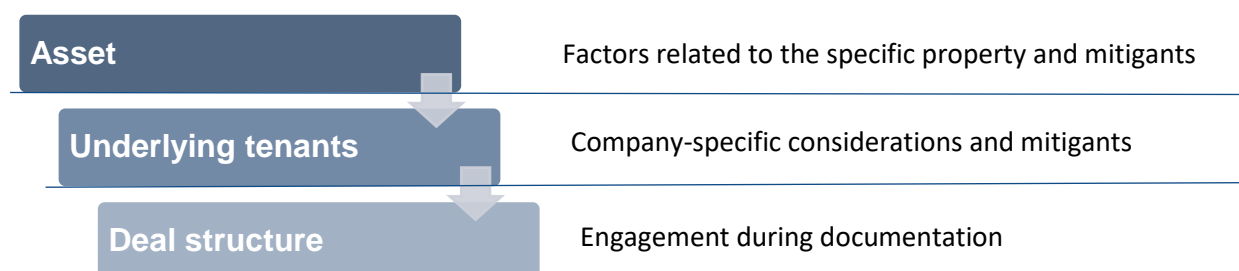 Asset
Factors related to the specific property and mitigants
Underlying tenants
Company-specific considerations and mitigants
Deal structure
Engagement during documentation